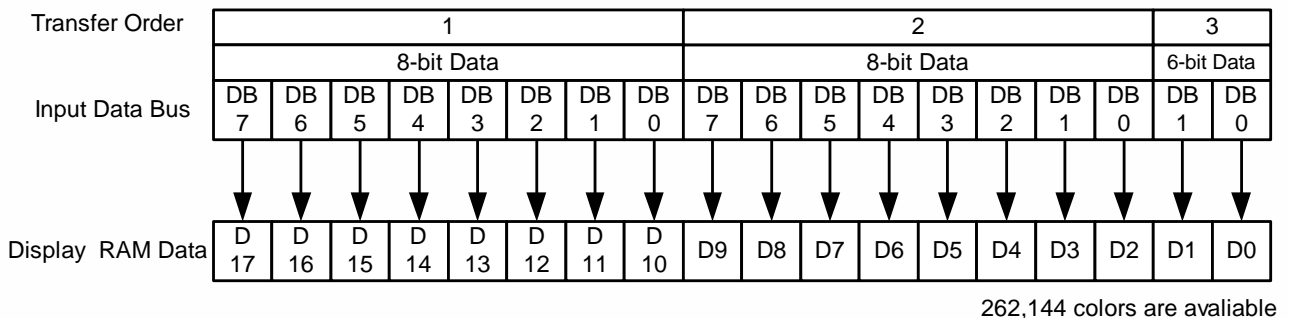 Transfer Order 1 2 3
8-bit Data 8-bit Data 6-bit Data
Input Data Bus DB 7 DB 6 DB 5 DB 4 DB 3 DB 2 DB 1 DB 0 DB 7 DB 6 DB 5 DB 4 DB 3 DB 2 DB 1 DB 0 DB 1 DB 0
Display RAM Data D 17 D 16 D 15 D 14 D 13 D 12 D 11 D 10 D9 D8 D7 D6 D5 D4 D3 D2 D1 D0
262,144 colors are avaliable